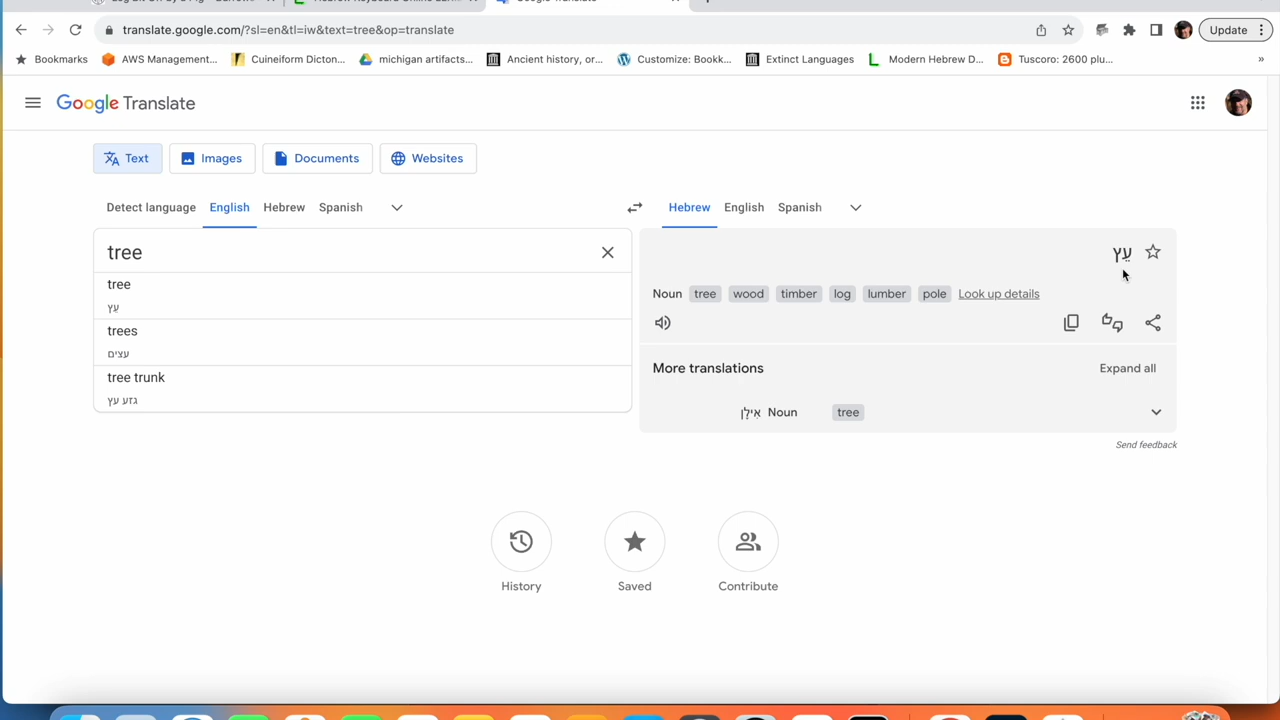 translate.google.com/?sl=en&tl=iw&text=tree&op=translate
Update
Bookmarks
AWS Management...
Cuineiform Dicton...
michigan artifacts...
Ancient history, or...
Customize: Bookk...
Extinct Languages
Modern Hebrew D...
Tuscoro: 2600 plu...
»
Google Translate
Text
Images
Documents
Websites
Detect language
English
Hebrew
Spanish
Hebrew
English
Spanish
tree
tree
עֵץ
trees
עצים
tree trunk
גזע עץ
עֵץ
Noun tree wood timber log lumber pole Look up details
More translations
Expand all
אִילָן Noun tree
Send feedback
History
Saved
Contribute